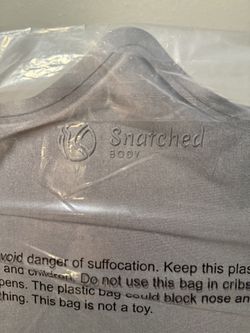 Snatched
BODY
void danger of suffocation. Keep this plas
and children. Do not use this bag in cribs
pens. The plastic bag could block nose an
thing. This bag is not a toy.